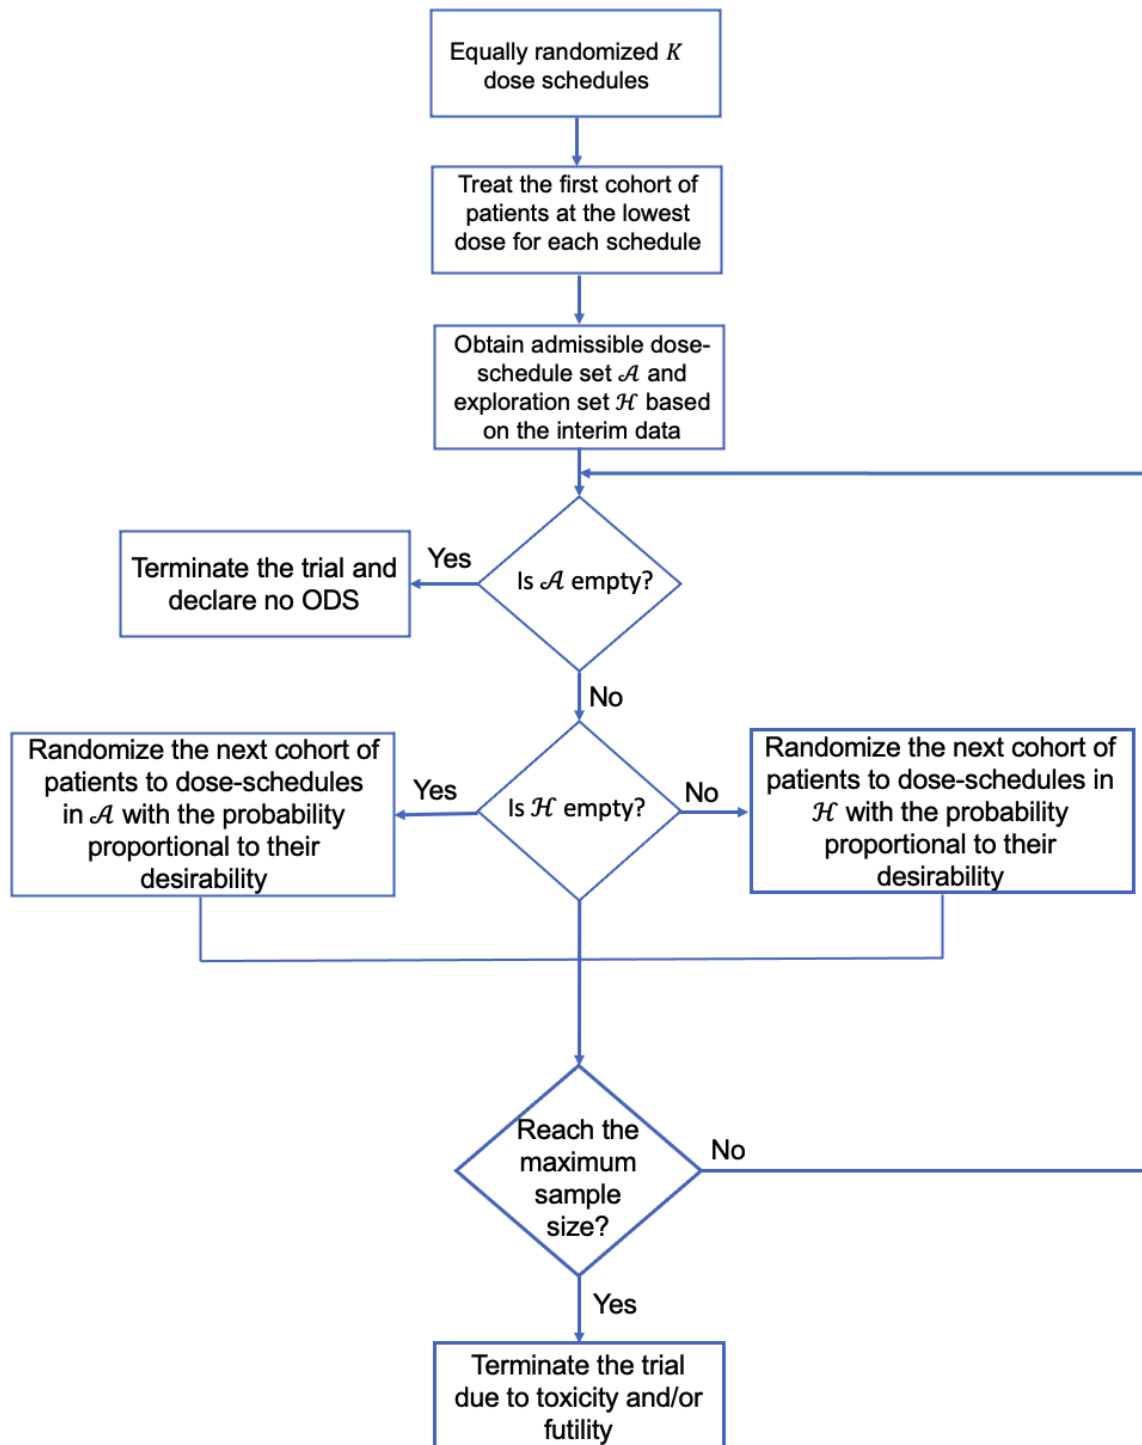 Equally randomized K
dose schedules
Treat the first cohort of
patients at the lowest
dose for each schedule
Obtain admissible dose-
schedule set 𝒜 and
exploration set ℋ based
on the interim data
Is 𝒜 empty?
Yes
Terminate the trial and
declare no ODS
No
Is ℋ empty?
Yes
Randomize the next cohort of
patients to dose-schedules
in 𝒜 with the probability
proportional to their
desirability
No
Randomize the next cohort of
patients to dose-schedules in
ℋ with the probability
proportional to their
desirability
Reach the
maximum
sample
size?
No
Yes
Terminate the trial
due to toxicity and/or
futility